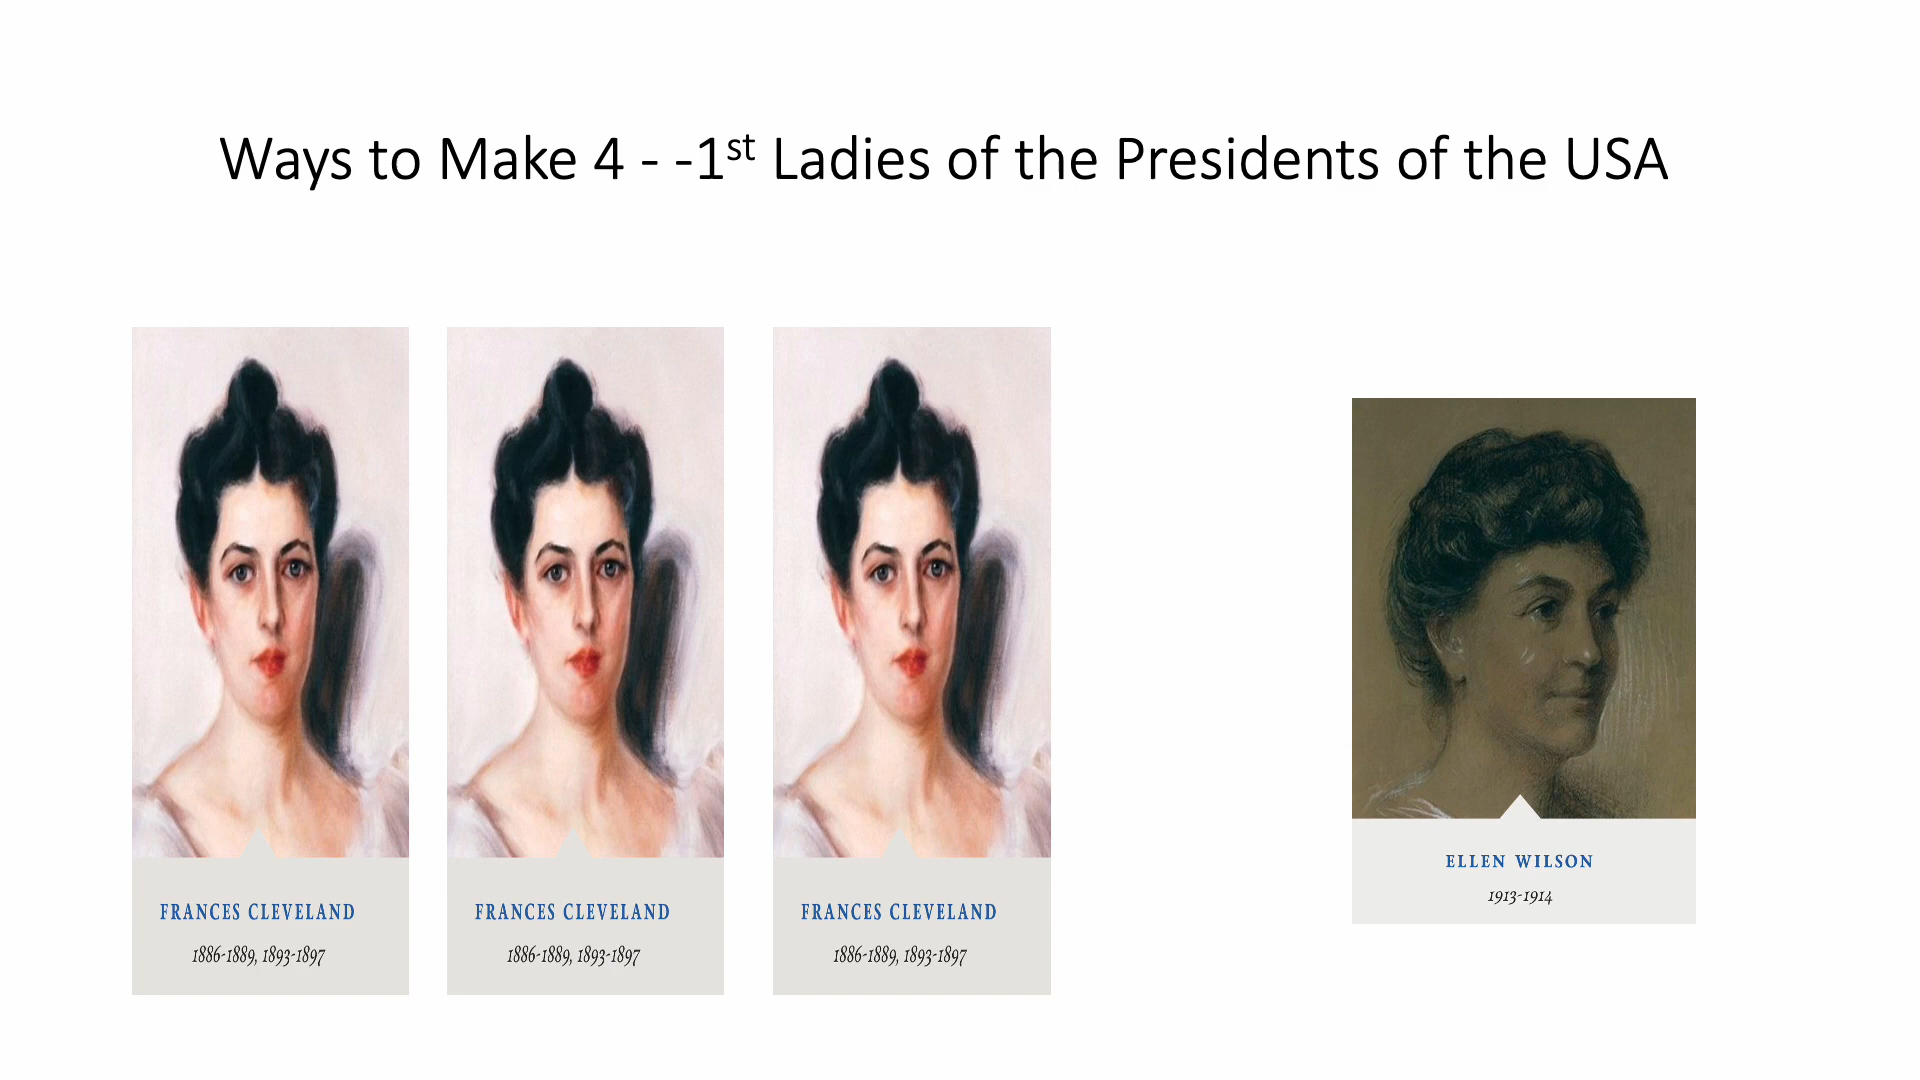 Ways to Make 4 - -1st Ladies of the Presidents of the USA
FRANCES CLEVELAND
1886-1889, 1893-1897
FRANCES CLEVELAND
1886-1889, 1893-1897
FRANCES CLEVELAND
1886-1889, 1893-1897
ELLEN WILSON
1913-1914